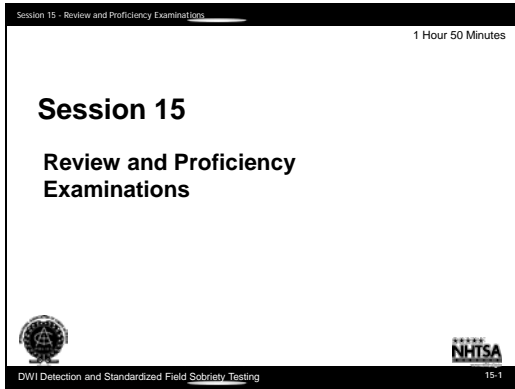 Session 15 - Review and Proficiency Examinations
1 Hour 50 Minutes
Session 15
Review and Proficiency
Examinations
NHTSA
DWI Detection and Standardized Field Sobriety Testing
15-1